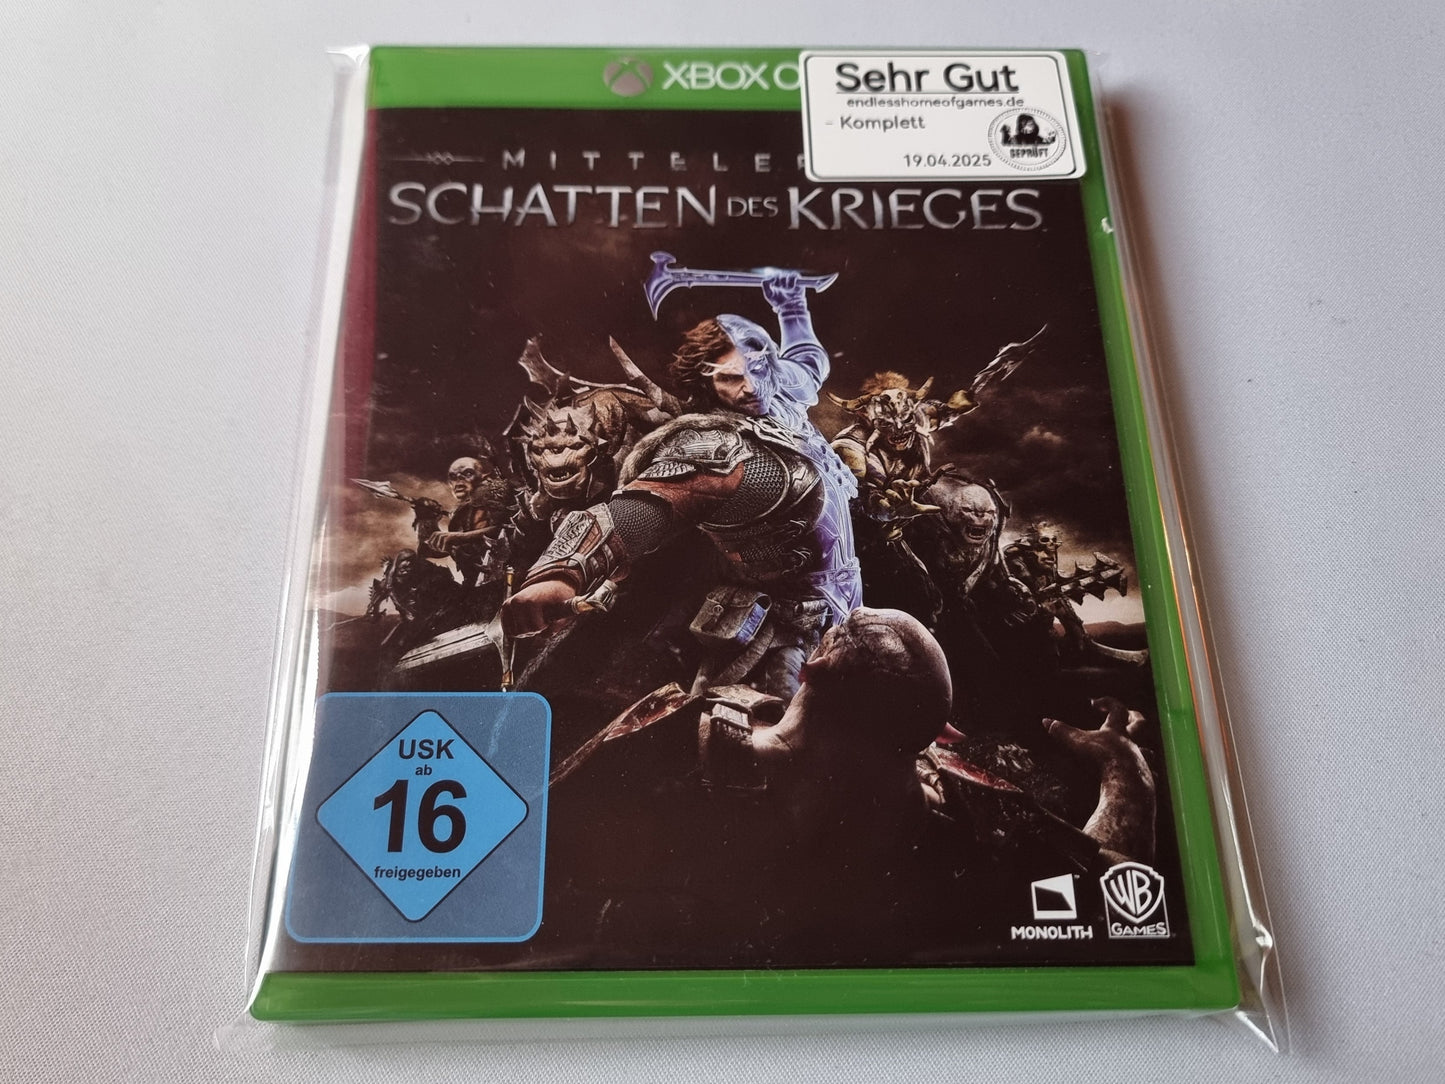 XBOX O
Sehr Gut
endlesshomeofgames.de
- Komplett
GEPRÜFT
19.04.2025
MITTELE
SCHATTEN DES KRIEGES
USK
ab
16
freigegeben
MONOLITH
WB
GAMES